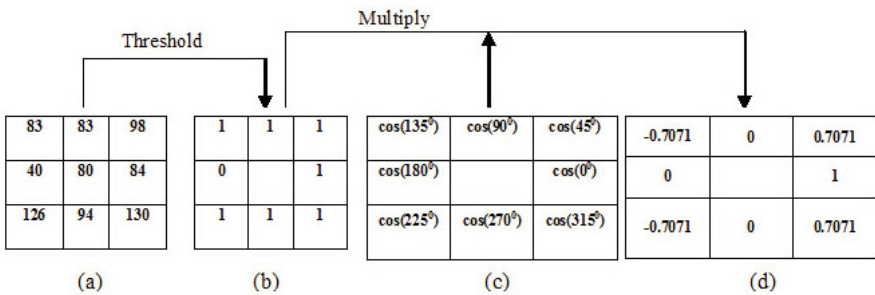 Multiply
Threshold
83 83 98
40 80 84
126 94 130
1 1 1
0 1
1 1 1
cos(135⁰) cos(90⁰) cos(45⁰)
cos(180⁰) cos(0⁰)
cos(225⁰) cos(270⁰) cos(315⁰)
-0.7071 0 0.7071
0 1
-0.7071 0 0.7071
(a) (b) (c) (d)